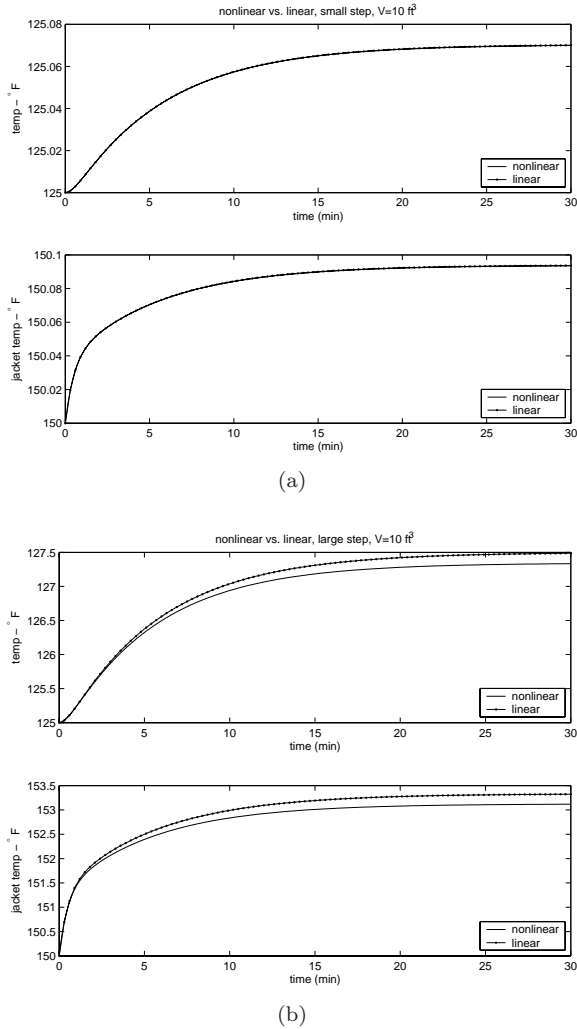 nonlinear vs. linear, small step, V=10 ft³
125.08
125.06
125.04
125.02
125
temp – ° F
0 5 10 15 20 25 30
time (min)
nonlinear
linear
150.1
150.08
150.06
150.04
150.02
150
jacket temp – ° F
0 5 10 15 20 25 30
time (min)
nonlinear
linear
(a)
nonlinear vs. linear, large step, V=10 ft³
127.5
127
126.5
126
125.5
125
temp – ° F
0 5 10 15 20 25 30
time (min)
nonlinear
linear
153.5
153
152.5
152
151.5
151
150.5
150
jacket temp – ° F
0 5 10 15 20 25 30
time (min)
nonlinear
linear
(b)